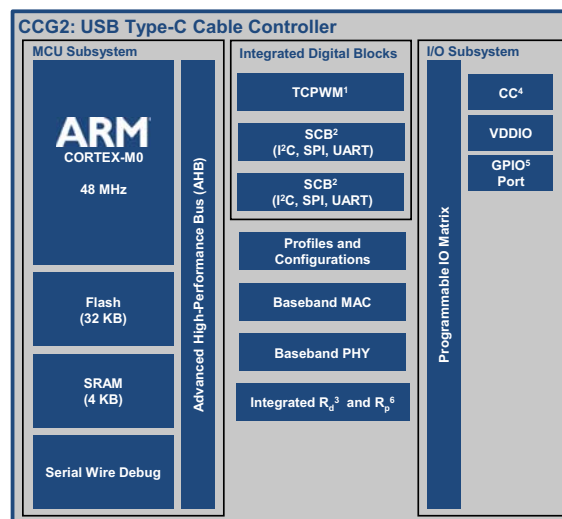 CCG2: USB Type-C Cable Controller
MCU Subsystem
ARM
CORTEX-M0
48 MHz
Flash
(32 KB)
SRAM
(4 KB)
Serial Wire Debug
Advanced High-Performance Bus (AHB)
Integrated Digital Blocks
TCPWM¹
SCB²
(I²C, SPI, UART)
SCB²
(I²C, SPI, UART)
Profiles and
Configurations
Baseband MAC
Baseband PHY
Integrated R_d³ and R_p⁶
I/O Subsystem
Programmable IO Matrix
CC⁴
VDDIO
GPIO⁵
Port